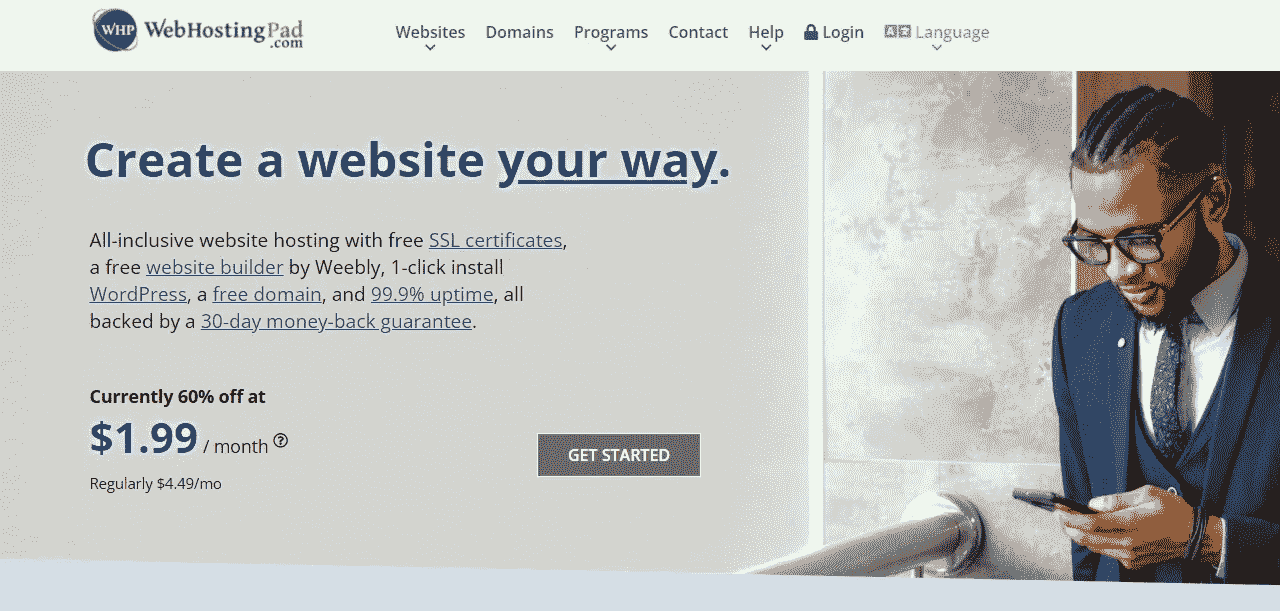 WHP WebHostingPad
.com
Websites Domains Programs Contact Help Login Language
Create a website your way.
All-inclusive website hosting with free SSL certificates,
a free website builder by Weebly, 1-click install
WordPress, a free domain, and 99.9% uptime, all
backed by a 30-day money-back guarantee.
Currently 60% off at
$1.99 / month
Regularly $4.49/mo
GET STARTED